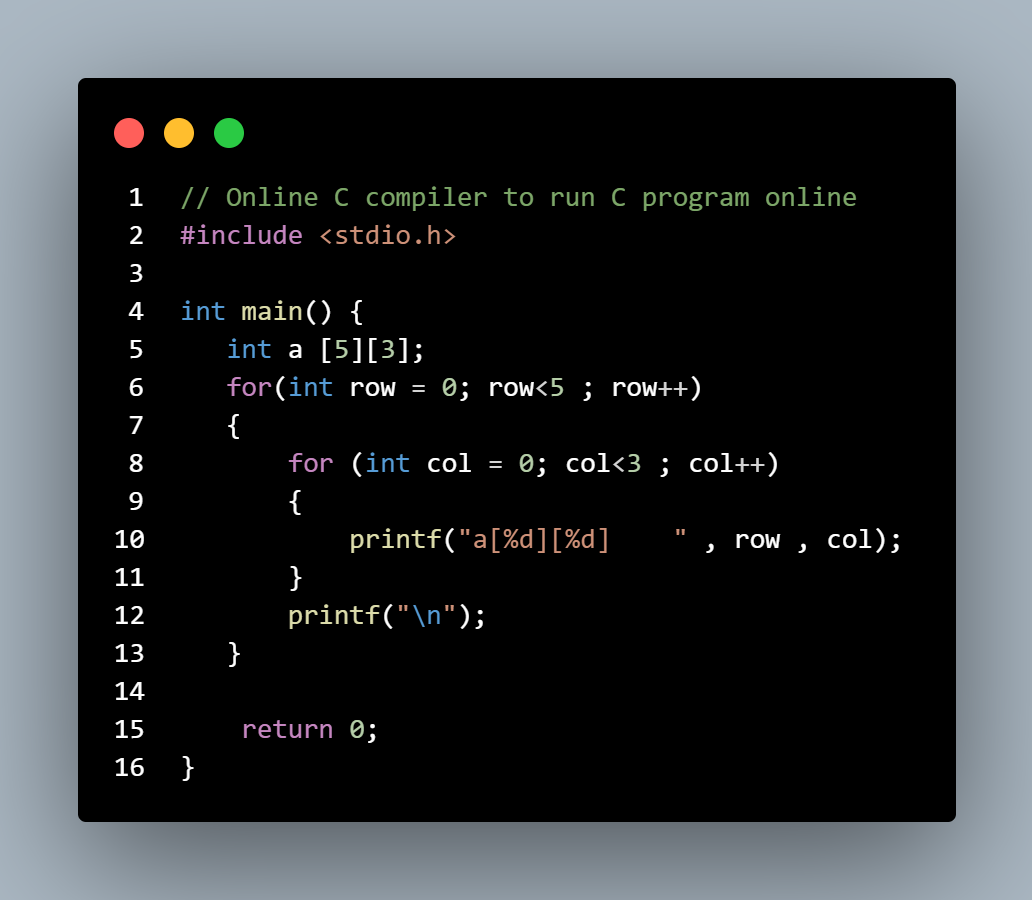 1 // Online C compiler to run C program online
2 #include <stdio.h>
3
4 int main() {
5    int a [5][3];
6    for(int row = 0; row<5 ; row++)
7    {
8        for (int col = 0; col<3 ; col++)
9        {
10            printf("a[%d][%d]    " , row , col);
11        }
12        printf("\n");
13    }
14
15     return 0;
16 }